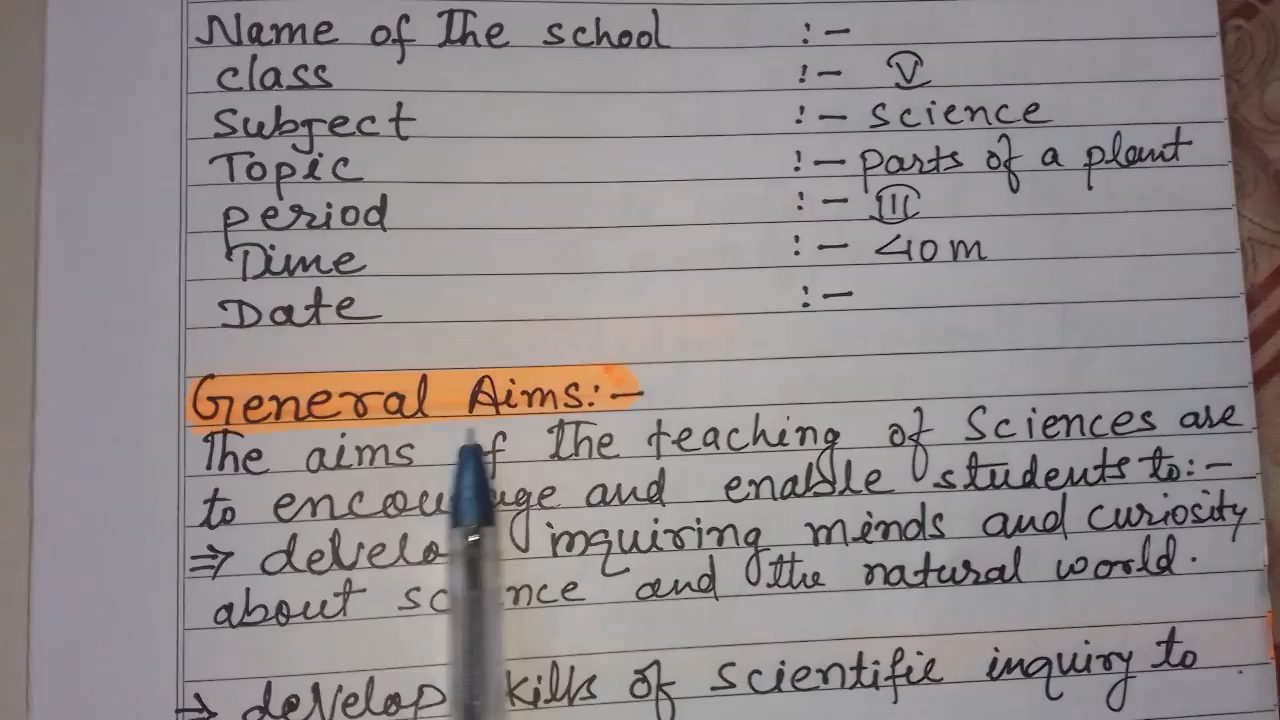 Name of the school :-
class :- V
Subject :- science
Topic :- parts of a plant
period :- III
Time :- 40m
Date :-
General Aims:-
The aims of the teaching of Sciences are
to encourage and enable students to:-
⇒ develop inquiring minds and curiosity
about science and the natural world.
⇒ develop skills of scientific inquiry to